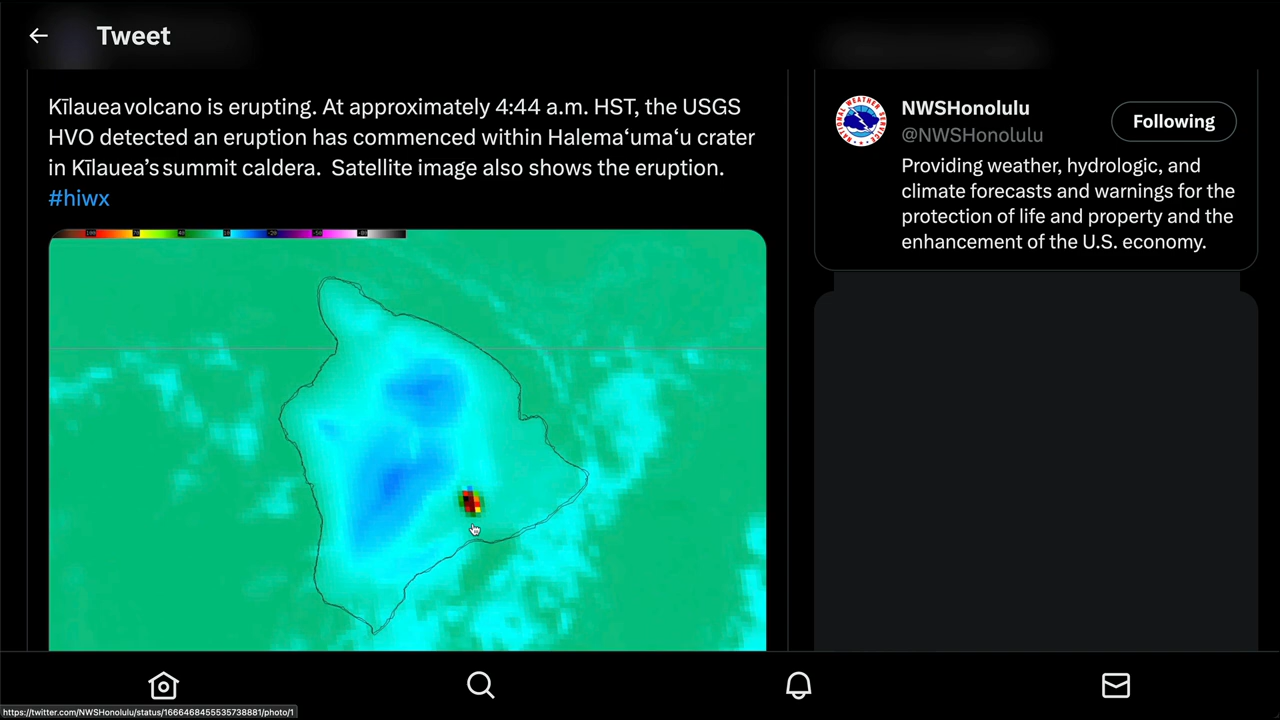 Tweet
Kīlauea volcano is erupting. At approximately 4:44 a.m. HST, the USGS
HVO detected an eruption has commenced within Halemaʻumaʻu crater
in Kīlauea’s summit caldera. Satellite image also shows the eruption.
#hiwx
NWSHonolulu
@NWSHonolulu
Following
Providing weather, hydrologic, and
climate forecasts and warnings for the
protection of life and property and the
enhancement of the U.S. economy.
NATIONAL WEATHER SERVICE
https://twitter.com/NWSHonolulu/status/1666468455535738881/photo/1